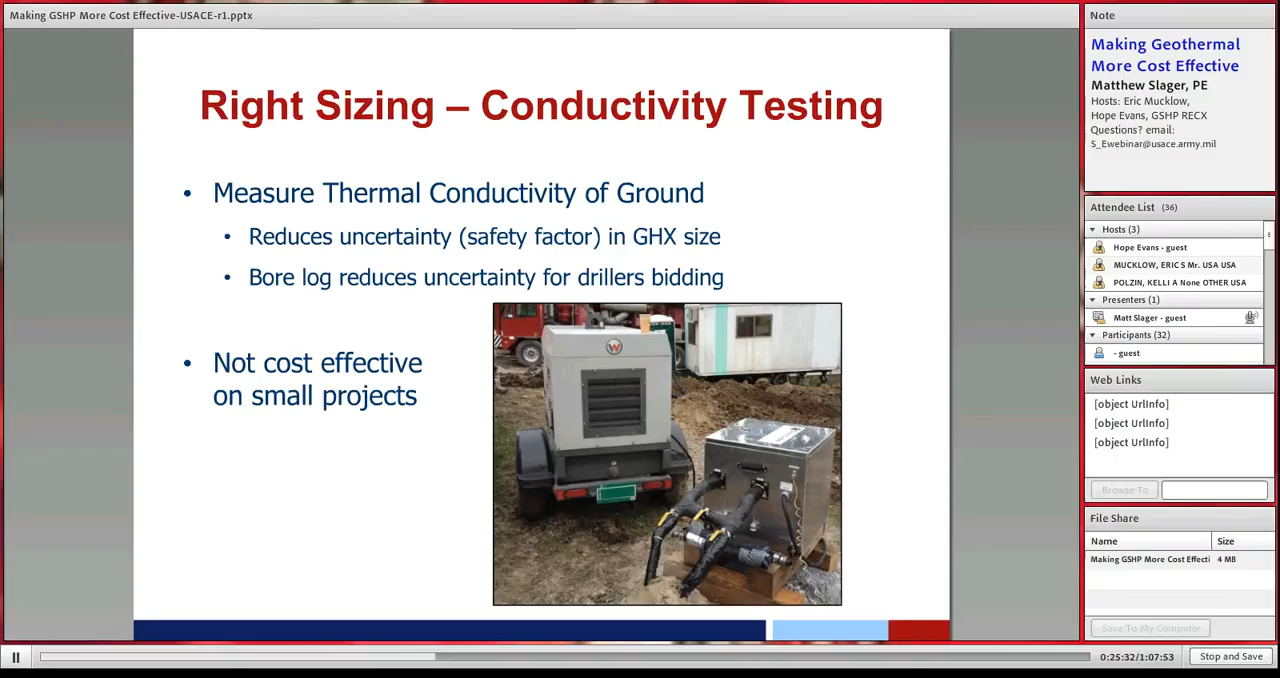 Making GSHP More Cost Effective-USACE-r1.pptx
Right Sizing – Conductivity Testing
• Measure Thermal Conductivity of Ground
• Reduces uncertainty (safety factor) in GHX size
• Bore log reduces uncertainty for drillers bidding
• Not cost effective
on small projects
W
Note
Making Geothermal
More Cost Effective
Matthew Slager, PE
Hosts: Eric Mucklow,
Hope Evans, GSHP RECX
Questions? email:
S_Ewebinar@usace.army.mil
Attendee List (36)
Hosts (3)
Hope Evans - guest
MUCKLOW, ERIC S Mr. USA USA
POLZIN, KELLI A None OTHER USA
Presenters (1)
Matt Slager - guest
Participants (32)
- guest
Web Links
[object UrlInfo]
[object UrlInfo]
[object UrlInfo]
Browse To
File Share
Name Size
Making GSHP More Cost Effecti 4 MB
Save To My Computer
0:25:32/1:07:53 Stop and Save